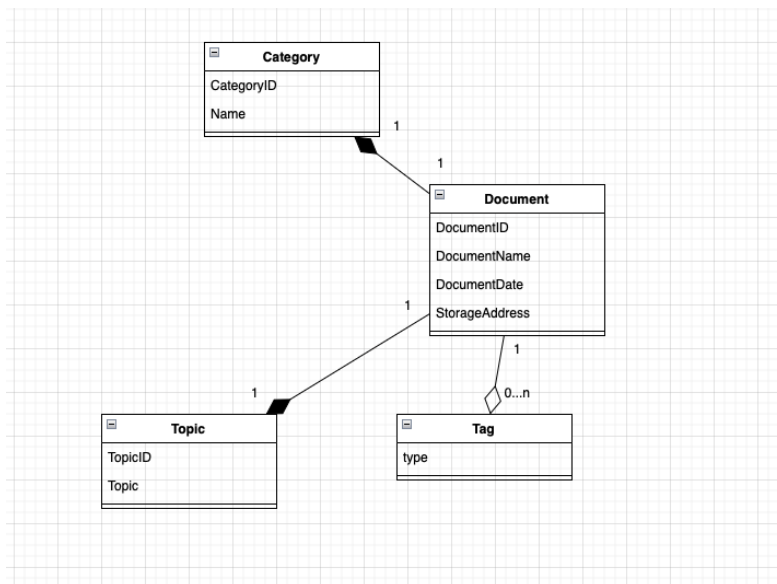 Category
CategoryID
Name
1
1
Document
DocumentID
DocumentName
DocumentDate
StorageAddress
1
1
1
0...n
Topic
TopicID
Topic
Tag
type